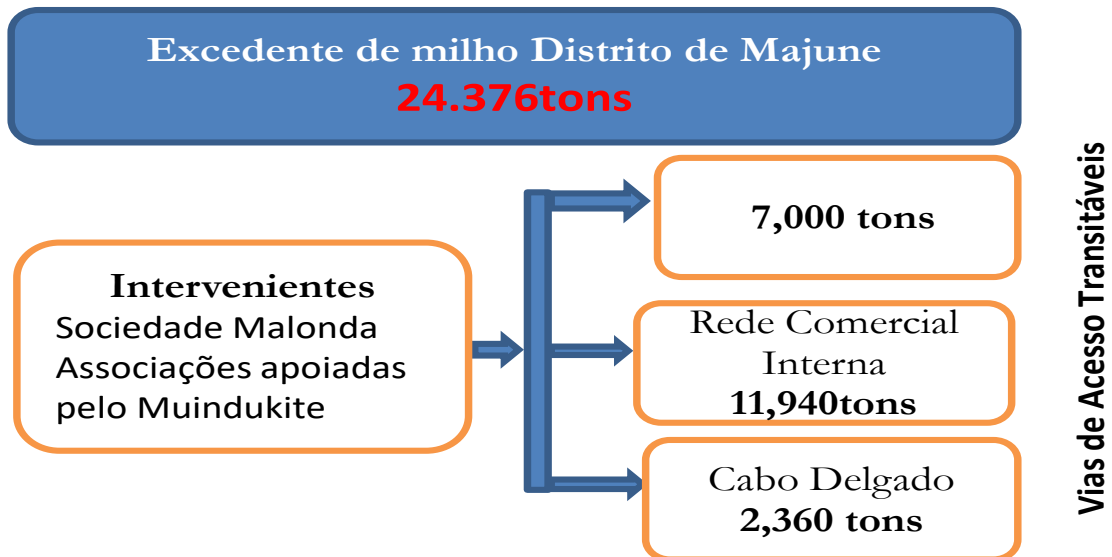 Excedente de milho Distrito de Majune
24.376tons
Intervenientes
Sociedade Malonda
Associações apoiadas
pelo Muindukite
7,000 tons
Rede Comercial
Interna
11,940tons
Cabo Delgado
2,360 tons
Vias de Acesso Transitáveis